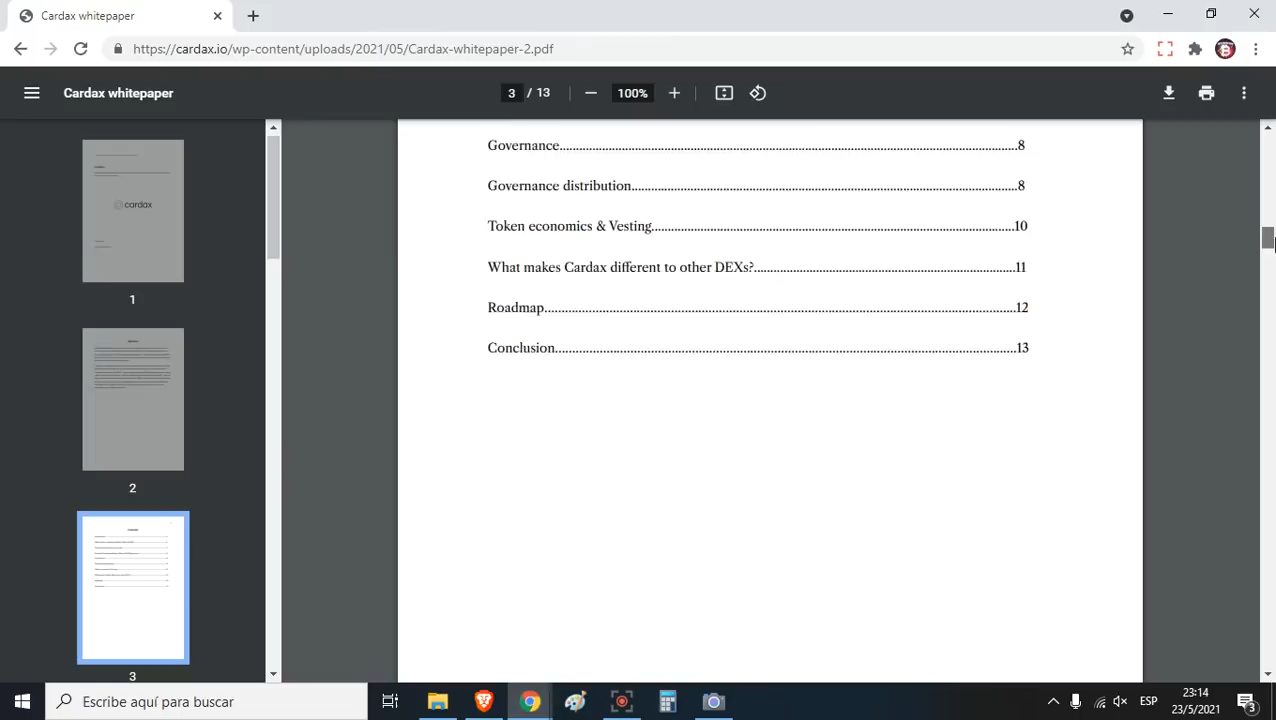 Cardax whitepaper
https://cardax.io/wp-content/uploads/2021/05/Cardax-whitepaper-2.pdf
Cardax whitepaper
3 / 13
100%
cardax
1
2
3
Governance..........8
Governance distribution..........8
Token economics & Vesting..........10
What makes Cardax different to other DEXs?..........11
Roadmap..........12
Conclusion..........13
Escribe aquí para buscar
ESP
23:14
23/5/2021
3